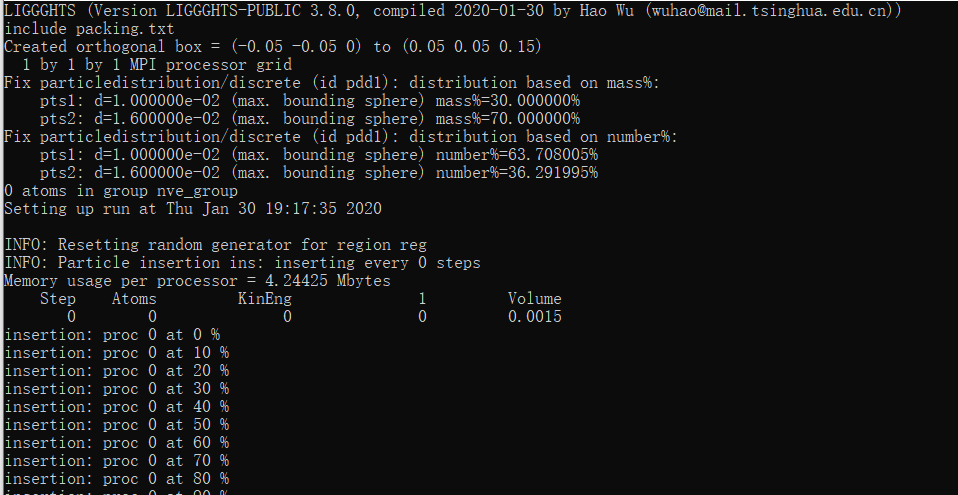 LIGGGHTS (Version LIGGGHTS-PUBLIC 3.8.0, compiled 2020-01-30 by Hao Wu (wuhao@mail.tsinghua.edu.cn))
include packing.txt
Created orthogonal box = (-0.05 -0.05 0) to (0.05 0.05 0.15)
  1 by 1 by 1 MPI processor grid
Fix particledistribution/discrete (id pdd1): distribution based on mass%:
    pts1: d=1.000000e-02 (max. bounding sphere) mass%=30.000000%
    pts2: d=1.600000e-02 (max. bounding sphere) mass%=70.000000%
Fix particledistribution/discrete (id pdd1): distribution based on number%:
    pts1: d=1.000000e-02 (max. bounding sphere) number%=63.708005%
    pts2: d=1.600000e-02 (max. bounding sphere) number%=36.291995%
0 atoms in group nve_group
Setting up run at Thu Jan 30 19:17:35 2020
INFO: Resetting random generator for region reg
INFO: Particle insertion ins: inserting every 0 steps
Memory usage per processor = 4.24425 Mbytes
    Step    Atoms         KinEng            1         Volume
       0        0              0            0         0.0015
insertion: proc 0 at 0 %
insertion: proc 0 at 10 %
insertion: proc 0 at 20 %
insertion: proc 0 at 30 %
insertion: proc 0 at 40 %
insertion: proc 0 at 50 %
insertion: proc 0 at 60 %
insertion: proc 0 at 70 %
insertion: proc 0 at 80 %
insertion: proc 0 at 90 %